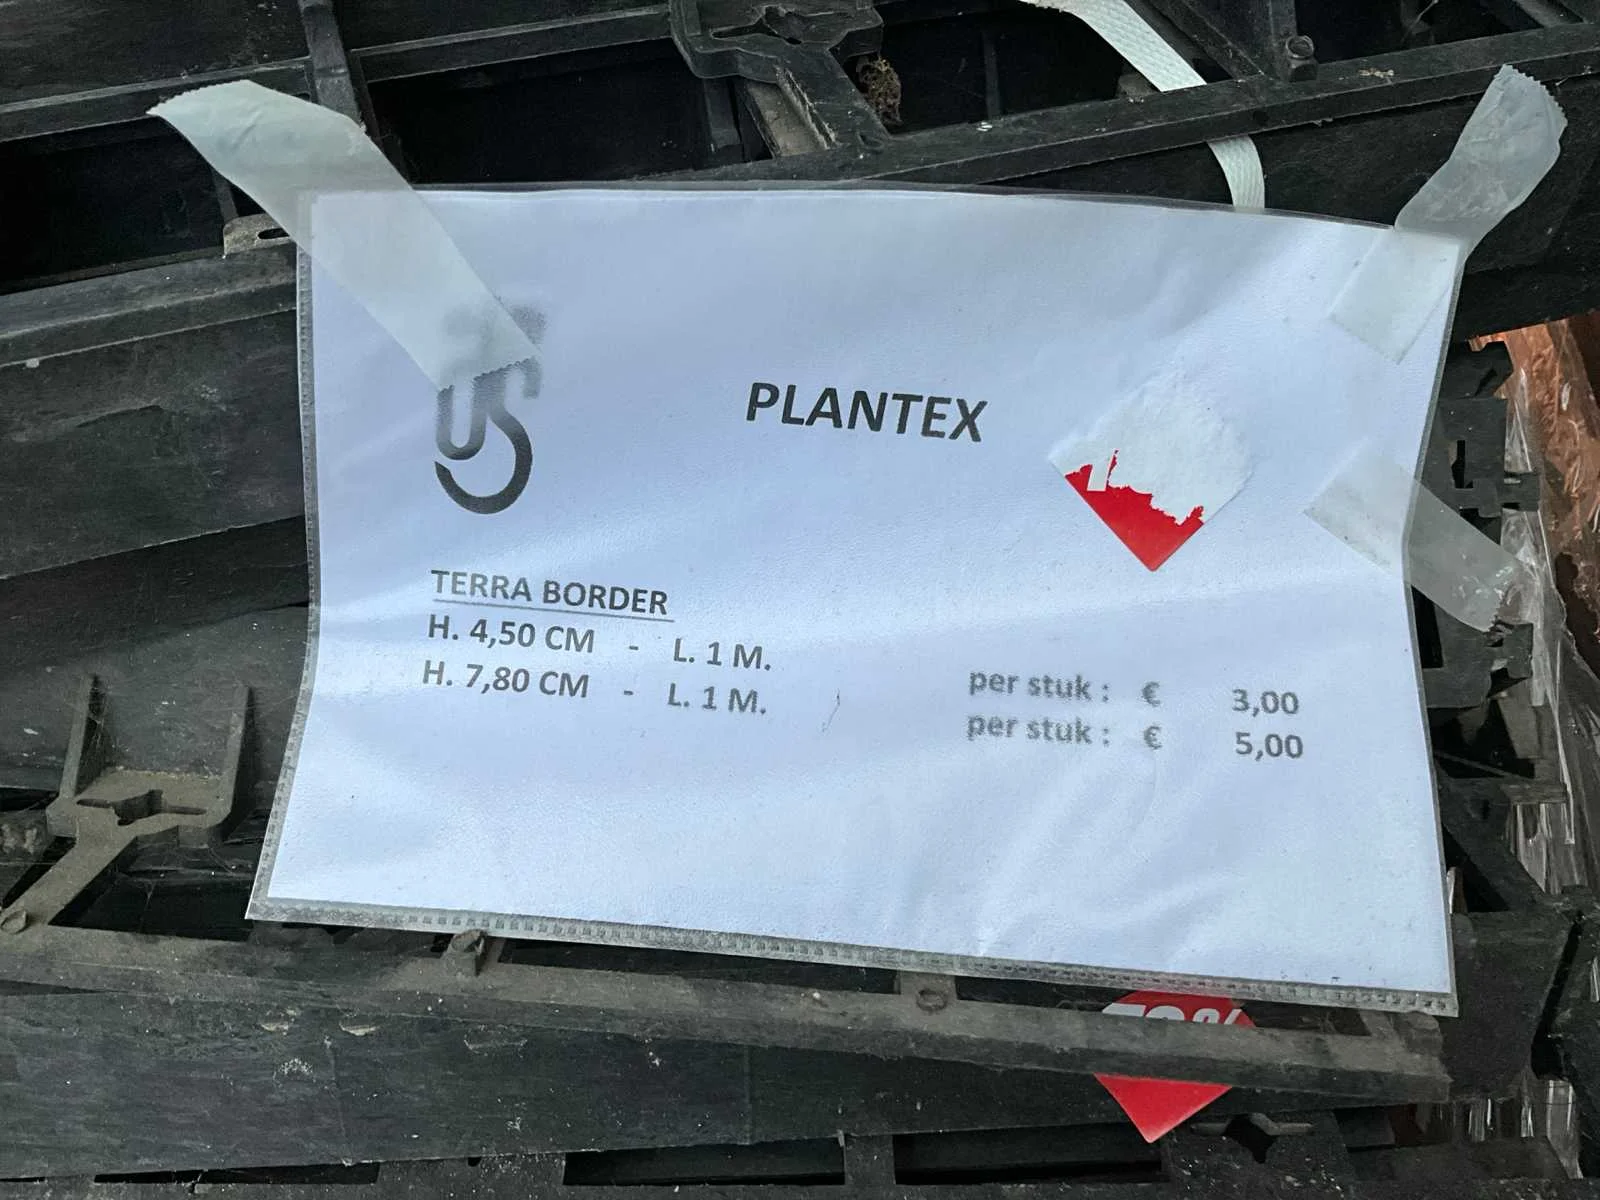 PLANTEX
TERRA BORDER
H. 4,50 CM - L. 1 M. per stuk : € 3,00
H. 7,80 CM - L. 1 M. per stuk : € 5,00